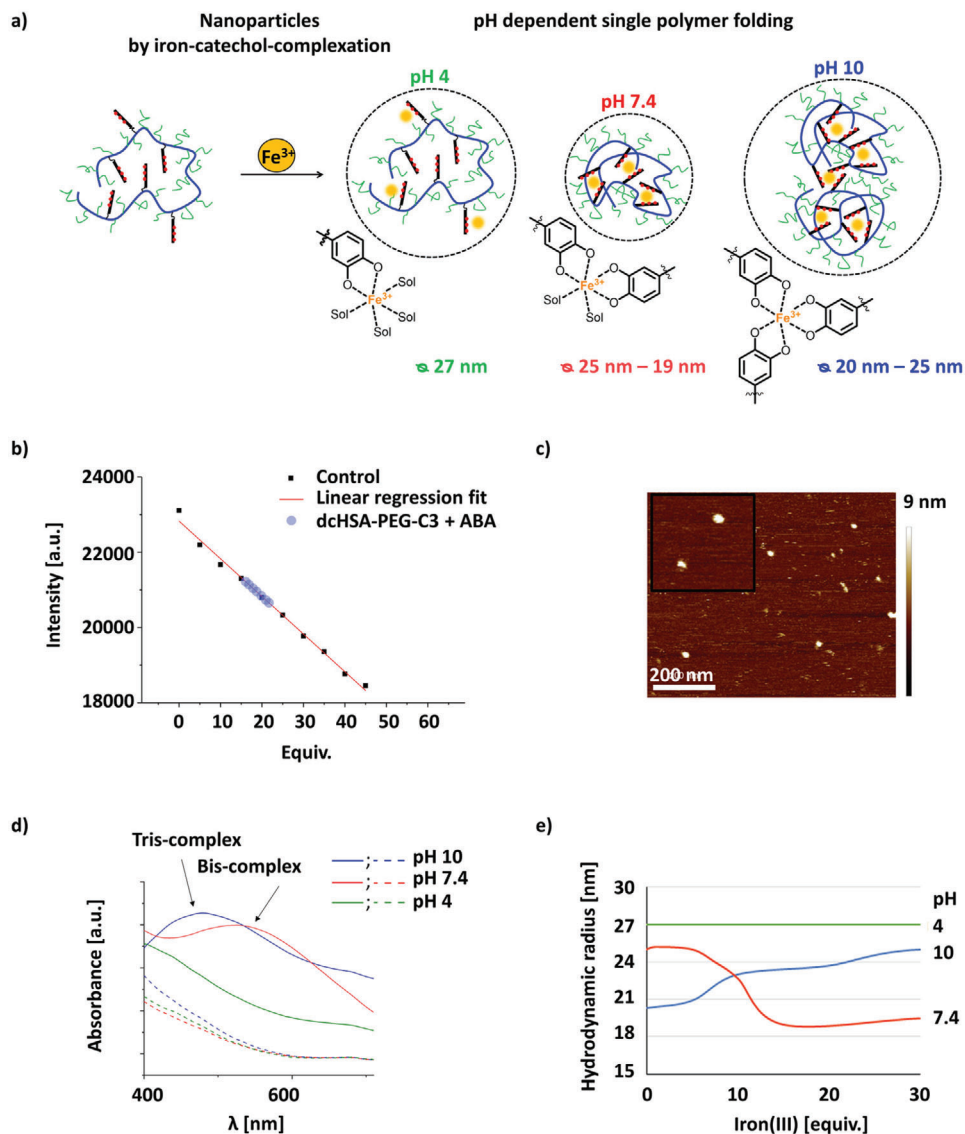 a)
Nanoparticles
by iron-catechol-complexation
pH dependent single polymer folding
pH 4
pH 7.4
pH 10
Fe3+
O
O
Fe3+
Sol
Sol
Sol
Sol
O
O
Fe3+
O
O
Sol
Sol
O
O
Fe3+
O
O
O
O
⦰ 27 nm
⦰ 25 nm – 19 nm
⦰ 20 nm – 25 nm
b)
24000
22000
20000
18000
Intensity [a.u.]
Control
Linear regression fit
dcHSA-PEG-C3 + ABA
0 5 10 15 20 25 30 35 40 45 50 60
Equiv.
c)
9 nm
200 nm
d)
Tris-complex
Bis-complex
; pH 10
; pH 7.4
; pH 4
Absorbance [a.u.]
400 600
λ [nm]
e)
30
27
24
21
18
15
Hydrodynamic radius [nm]
pH
4
10
7.4
0 10 20 30
Iron(III) [equiv.]